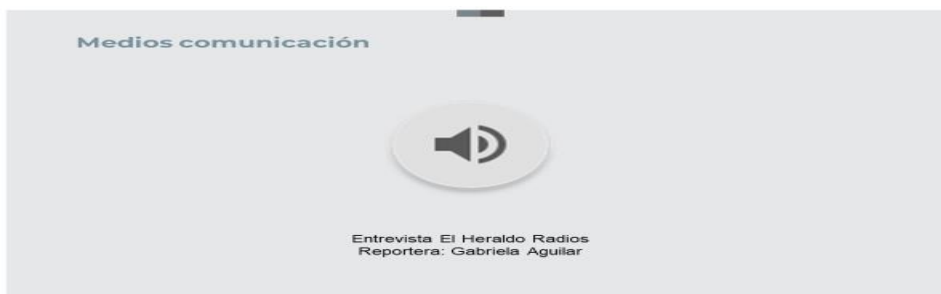 Medios comunicación
Entrevista El Heraldo Radios
Reportera: Gabriela Aguilar